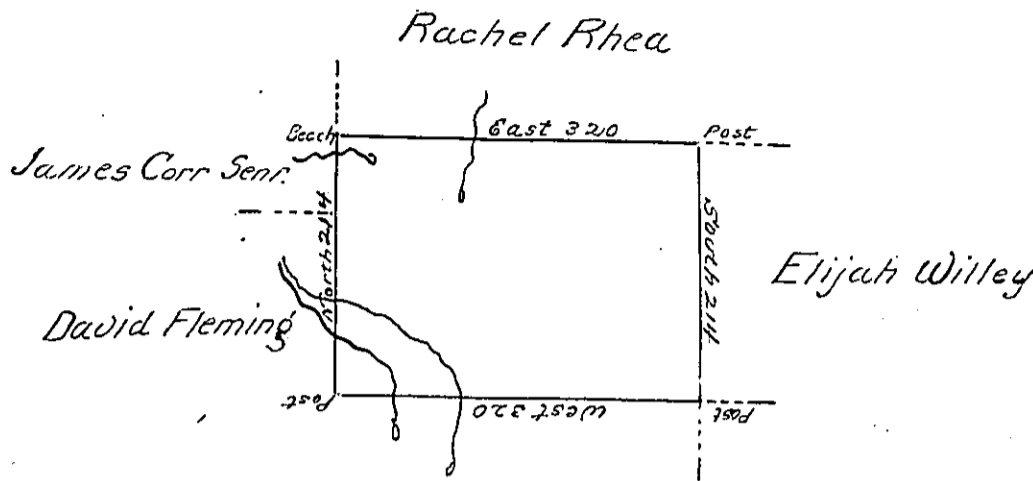 Rachel Rhea
Beach
East 320
Post
James Corr Senr.
North 214
South 214
Elijah Willey
David Fleming
Post
West 320
Post